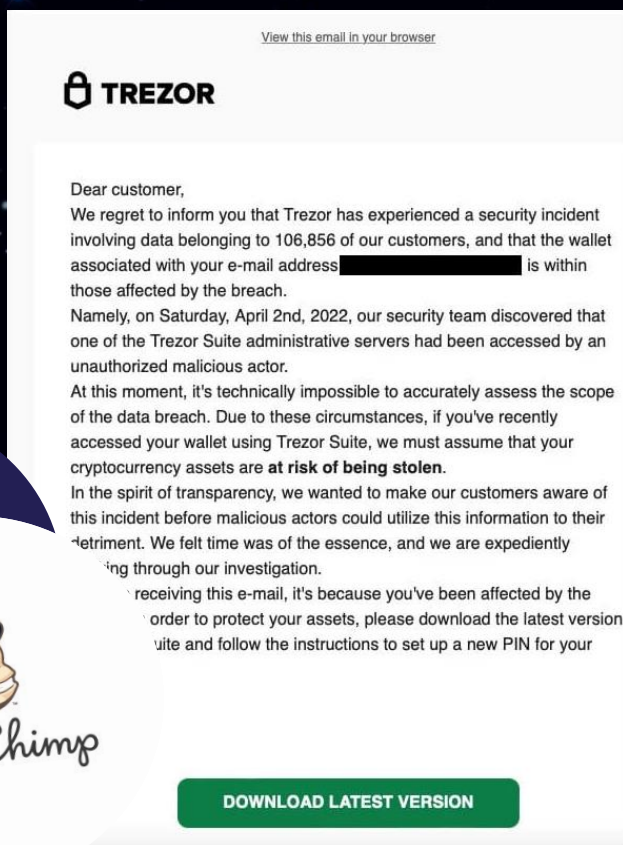 View this email in your browser
TREZOR
Dear customer,
We regret to inform you that Trezor has experienced a security incident
involving data belonging to 106,856 of our customers, and that the wallet
associated with your e-mail address is within
those affected by the breach.
Namely, on Saturday, April 2nd, 2022, our security team discovered that
one of the Trezor Suite administrative servers had been accessed by an
unauthorized malicious actor.
At this moment, it's technically impossible to accurately assess the scope
of the data breach. Due to these circumstances, if you've recently
accessed your wallet using Trezor Suite, we must assume that your
cryptocurrency assets are at risk of being stolen.
In the spirit of transparency, we wanted to make our customers aware of
this incident before malicious actors could utilize this information to their
detriment. We felt time was of the essence, and we are expediently
through our investigation.
receiving this e-mail, it's because you've been affected by the
order to protect your assets, please download the latest version
and follow the instructions to set up a new PIN for your
DOWNLOAD LATEST VERSION